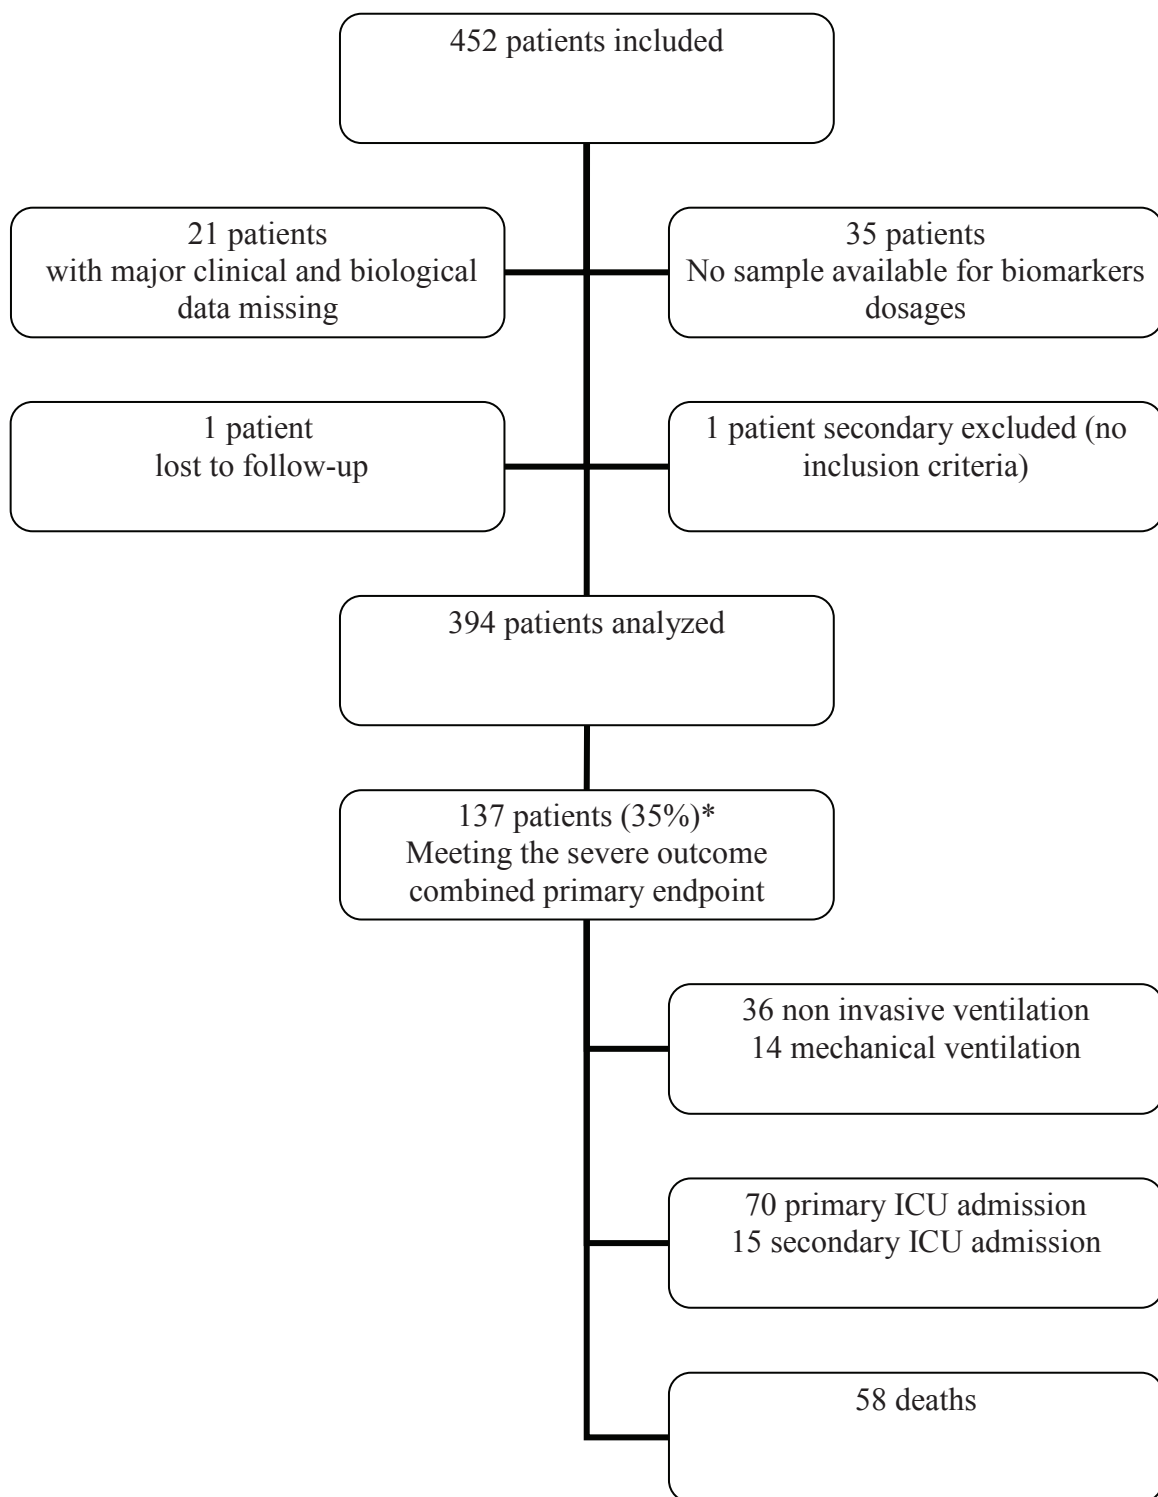 452 patients included
21 patients
with major clinical and biological
data missing
35 patients
No sample available for biomarkers
dosages
1 patient
lost to follow-up
1 patient secondary excluded (no
inclusion criteria)
394 patients analyzed
137 patients (35%)*
Meeting the severe outcome
combined primary endpoint
36 non invasive ventilation
14 mechanical ventilation
70 primary ICU admission
15 secondary ICU admission
58 deaths